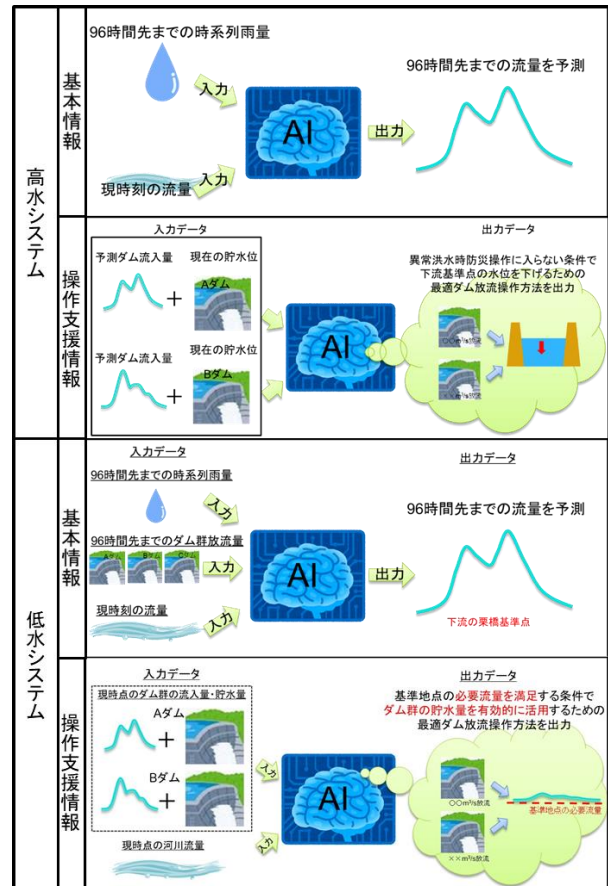 高水システム
基本情報
96時間先までの時系列雨量
入力
現時刻の流量
入力
AI
出力
96時間先までの流量を予測
操作支援情報
入力データ
予測ダム流入量
現在の貯水位
+
Aダム
予測ダム流入量
現在の貯水位
+
Bダム
AI
出力データ
異常洪水時防災操作に入らない条件で
下流基準点の水位を下げるための
最適ダム放流操作方法を出力
○○m³/s放流
××m³/s放流
低水システム
基本情報
入力データ
96時間先までの時系列雨量
入力
96時間先までのダム群放流量
Aダム
Bダム
Cダム
入力
現時刻の流量
入力
AI
出力
出力データ
96時間先までの流量を予測
下流の栗橋基準点
操作支援情報
入力データ
現時点のダム群の流入量・貯水量
Aダム
+
Bダム
+
入力
現時点の河川流量
入力
AI
出力データ
基準地点の必要流量を満足する条件で
ダム群の貯水量を有効的に活用するための
最適ダム放流操作方法を出力
○○m³/s放流
××m³/s放流
基準地点の必要流量